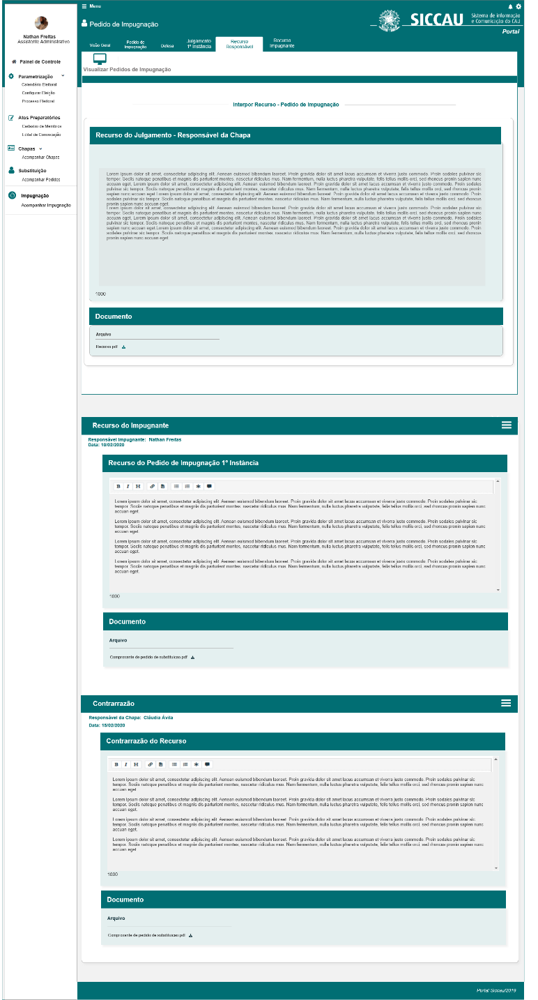 Menu
Pedido de Impugnação
SICCAU
Sistema de informação
e Comunicação do CAU
Portal
Nathan Freitas
Assistente Administrativo
Painel de Controle
Parametrização
Calendário Eleitoral
Configurar Eleição
Processo Eleitoral
Atos Preparatórios
Cadastro de Membros
Edital de Convocação
Chapas
Acompanhar Chapas
Substituição
Acompanhar Pedidos
Impugnação
Acompanhar Impugnação
Visão Geral
Pedido de
Impugnação
Defesa
Julgamento
1ª Instância
Recurso
Responsável
Recurso
Impugnante
Visualizar Pedidos de Impugnação
Interpor Recurso - Pedido de Impugnação
Recurso do Julgamento - Responsável da Chapa
Lorem ipsum dolor sit amet, consectetur adipiscing elit. Aenean euismod bibendum laoreet. Proin gravida dolor sit amet lacus accumsan et viverra justo commodo. Proin sodales pulvinar sic
tempor. Sociis natoque penatibus et magnis dis parturient montes, nascetur ridiculus mus. Nam fermentum, nulla luctus pharetra vulputate, felis tellus mollis orci, sed rhoncus pronin sapien nunc
accuan eget. Lorem ipsum dolor sit amet, consectetur adipiscing elit. Aenean euismod bibendum laoreet. Proin gravida dolor sit amet lacus accumsan et viverra justo commodo. Proin sodales
pulvinar sic tempor. Sociis natoque penatibus et magnis dis parturient montes, nascetur ridiculus mus. Nam fermentum, nulla luctus pharetra vulputate, felis tellus mollis orci, sed rhoncus pronin
sapien nunc accuan eget.Lorem ipsum dolor sit amet, consectetur adipiscing elit. Aenean euismod bibendum laoreet. Proin gravida dolor sit amet lacus accumsan et viverra justo commodo. Proin
sodales pulvinar sic tempor. Sociis natoque penatibus et magnis dis parturient montes, nascetur ridiculus mus. Nam fermentum, nulla luctus pharetra vulputate, felis tellus mollis orci, sed rhoncus
pronin sapien nunc accuan eget.
Lorem ipsum dolor sit amet, consectetur adipiscing elit. Aenean euismod bibendum laoreet. Proin gravida dolor sit amet lacus accumsan et viverra justo commodo. Proin sodales pulvinar sic
tempor. Sociis natoque penatibus et magnis dis parturient montes, nascetur ridiculus mus. Nam fermentum, nulla luctus pharetra vulputate, felis tellus mollis orci, sed rhoncus pronin sapien nunc
accuan eget. Lorem ipsum dolor sit amet, consectetur adipiscing elit. Aenean euismod bibendum laoreet. Proin gravida dolor sit amet lacus accumsan et viverra justo commodo. Proin sodales
pulvinar sic tempor. Sociis natoque penatibus et magnis dis parturient montes, nascetur ridiculus mus. Nam fermentum, nulla luctus pharetra vulputate, felis tellus mollis orci, sed rhoncus pronin
sapien nunc accuan eget.Lorem ipsum dolor sit amet, consectetur adipiscing elit. Aenean euismod bibendum laoreet. Proin gravida dolor sit amet lacus accumsan et viverra justo commodo. Proin
sodales pulvinar sic tempor. Sociis natoque penatibus et magnis dis parturient montes, nascetur ridiculus mus. Nam fermentum, nulla luctus pharetra vulputate, felis tellus mollis orci, sed rhoncus
pronin sapien nunc accuan eget.
1000
Documento
Arquivo
Recurso.pdf
Recurso do Impugnante
Responsável Impugnante: Nathan Freitas
Data: 10/02/2020
Recurso do Pedido de Impugnação 1º Instância
B I H
Lorem ipsum dolor sit amet, consectetur adipiscing elit. Aenean euismod bibendum laoreet. Proin gravida dolor sit amet lacus accumsan et viverra justo commodo. Proin sodales pulvinar sic
tempor. Sociis natoque penatibus et magnis dis parturient montes, nascetur ridiculus mus. Nam fermentum, nulla luctus pharetra vulputate, felis tellus mollis orci, sed rhoncus pronin sapien nunc
accuan eget.
Lorem ipsum dolor sit amet, consectetur adipiscing elit. Aenean euismod bibendum laoreet. Proin gravida dolor sit amet lacus accumsan et viverra justo commodo. Proin sodales pulvinar sic
tempor. Sociis natoque penatibus et magnis dis parturient montes, nascetur ridiculus mus. Nam fermentum, nulla luctus pharetra vulputate, felis tellus mollis orci, sed rhoncus pronin sapien nunc
accuan eget.
Lorem ipsum dolor sit amet, consectetur adipiscing elit. Aenean euismod bibendum laoreet. Proin gravida dolor sit amet lacus accumsan et viverra justo commodo. Proin sodales pulvinar sic
tempor. Sociis natoque penatibus et magnis dis parturient montes, nascetur ridiculus mus. Nam fermentum, nulla luctus pharetra vulputate, felis tellus mollis orci, sed rhoncus pronin sapien nunc
accuan eget.
Lorem ipsum dolor sit amet, consectetur adipiscing elit. Aenean euismod bibendum laoreet. Proin gravida dolor sit amet lacus accumsan et viverra justo commodo. Proin sodales pulvinar sic
tempor. Sociis natoque penatibus et magnis dis parturient montes, nascetur ridiculus mus. Nam fermentum, nulla luctus pharetra vulputate, felis tellus mollis orci, sed rhoncus pronin sapien nunc
accuan eget.
1000
Documento
Arquivo
Comprovante de pedido de substituicao.pdf
Contrarrazão
Responsável da Chapa: Cláudia Ávila
Data: 15/02/2020
Contrarrazão do Recurso
B I H
Lorem ipsum dolor sit amet, consectetur adipiscing elit. Aenean euismod bibendum laoreet. Proin gravida dolor sit amet lacus accumsan et viverra justo commodo. Proin sodales pulvinar sic
tempor. Sociis natoque penatibus et magnis dis parturient montes, nascetur ridiculus mus. Nam fermentum, nulla luctus pharetra vulputate, felis tellus mollis orci, sed rhoncus pronin sapien nunc
accuan eget.
Lorem ipsum dolor sit amet, consectetur adipiscing elit. Aenean euismod bibendum laoreet. Proin gravida dolor sit amet lacus accumsan et viverra justo commodo. Proin sodales pulvinar sic
tempor. Sociis natoque penatibus et magnis dis parturient montes, nascetur ridiculus mus. Nam fermentum, nulla luctus pharetra vulputate, felis tellus mollis orci, sed rhoncus pronin sapien nunc
accuan eget.
Lorem ipsum dolor sit amet, consectetur adipiscing elit. Aenean euismod bibendum laoreet. Proin gravida dolor sit amet lacus accumsan et viverra justo commodo. Proin sodales pulvinar sic
tempor. Sociis natoque penatibus et magnis dis parturient montes, nascetur ridiculus mus. Nam fermentum, nulla luctus pharetra vulputate, felis tellus mollis orci, sed rhoncus pronin sapien nunc
accuan eget.
Lorem ipsum dolor sit amet, consectetur adipiscing elit. Aenean euismod bibendum laoreet. Proin gravida dolor sit amet lacus accumsan et viverra justo commodo. Proin sodales pulvinar sic
tempor. Sociis natoque penatibus et magnis dis parturient montes, nascetur ridiculus mus. Nam fermentum, nulla luctus pharetra vulputate, felis tellus mollis orci, sed rhoncus pronin sapien nunc
accuan eget.
1000
Documento
Arquivo
Comprovante de pedido de substituicao.pdf
Portal Siccau/2019